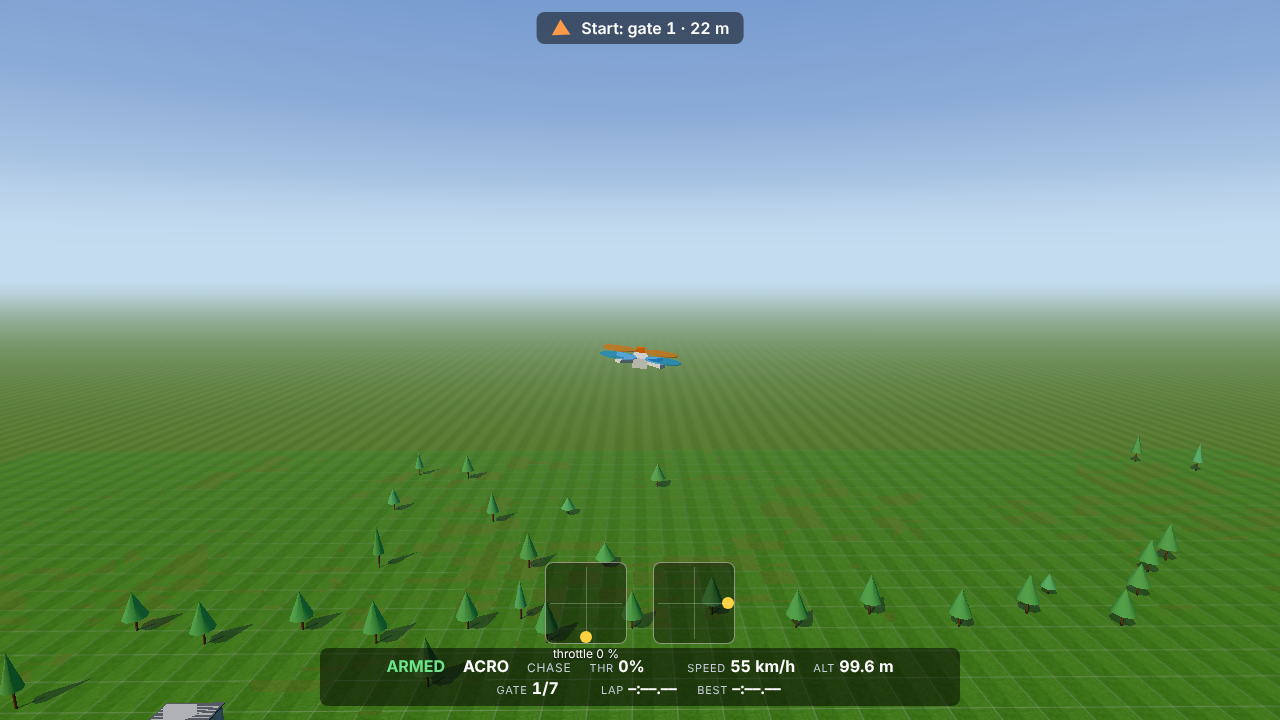 Start: gate 1 · 22 m
throttle 0 %
ARMED ACRO CHASE THR 0% SPEED 55 km/h ALT 99.6 m
GATE 1/7 LAP –:––.–– BEST –:––.––